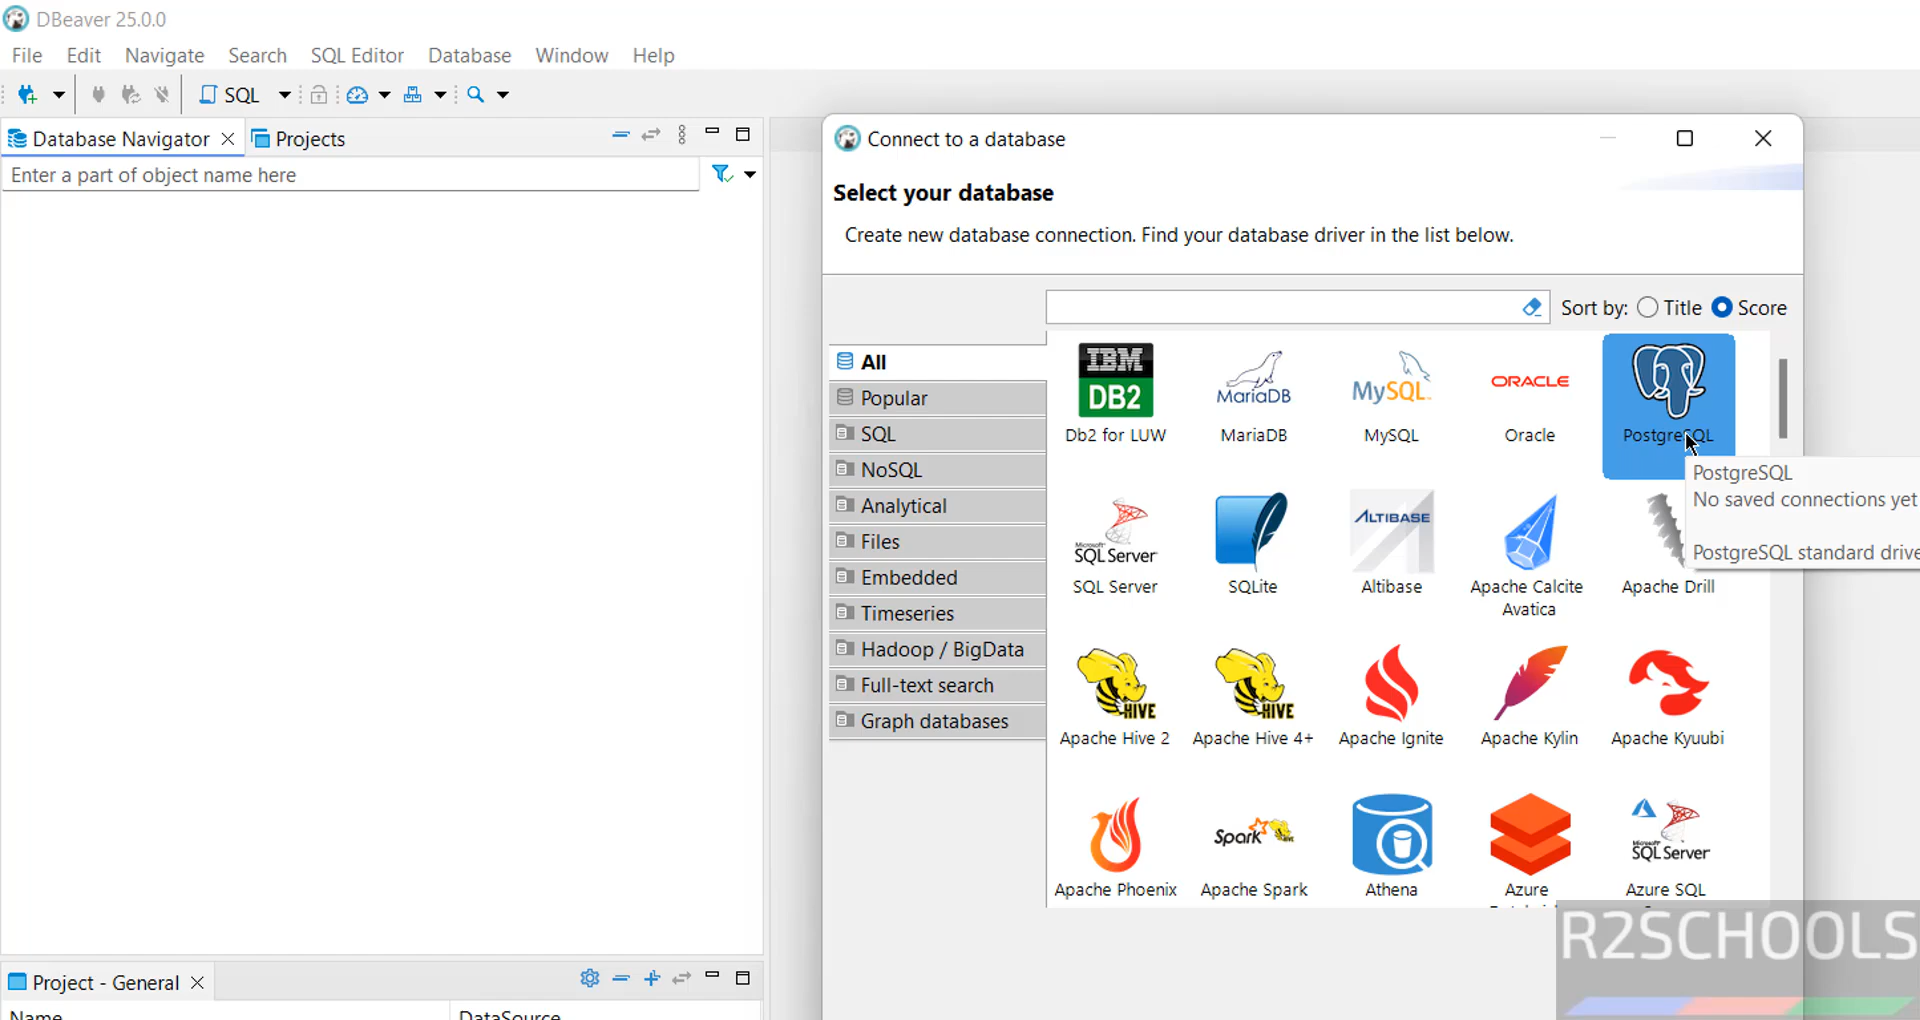 DBeaver 25.0.0
File Edit Navigate Search SQL Editor Database Window Help
SQL
Database Navigator Projects
Enter a part of object name here
Connect to a database
Select your database
Create new database connection. Find your database driver in the list below.
Sort by: Title Score
All
Popular
SQL
NoSQL
Analytical
Files
Embedded
Timeseries
Hadoop / BigData
Full-text search
Graph databases
IBM
DB2
MariaDB
MySQL
ORACLE
Db2 for LUW MariaDB MySQL Oracle PostgreSQL
PostgreSQL
No saved connections yet
PostgreSQL standard drive
Microsoft
SQL Server
ALTIBASE
SQL Server SQLite Altibase Apache Calcite
Avatica
Apache Drill
HIVE
HIVE
Apache Hive 2 Apache Hive 4+ Apache Ignite Apache Kylin Apache Kyuubi
Spark
Microsoft
SQL Server
Apache Phoenix Apache Spark Athena Azure Azure SQL
R2SCHOOLS
Project - General
Name DataSource